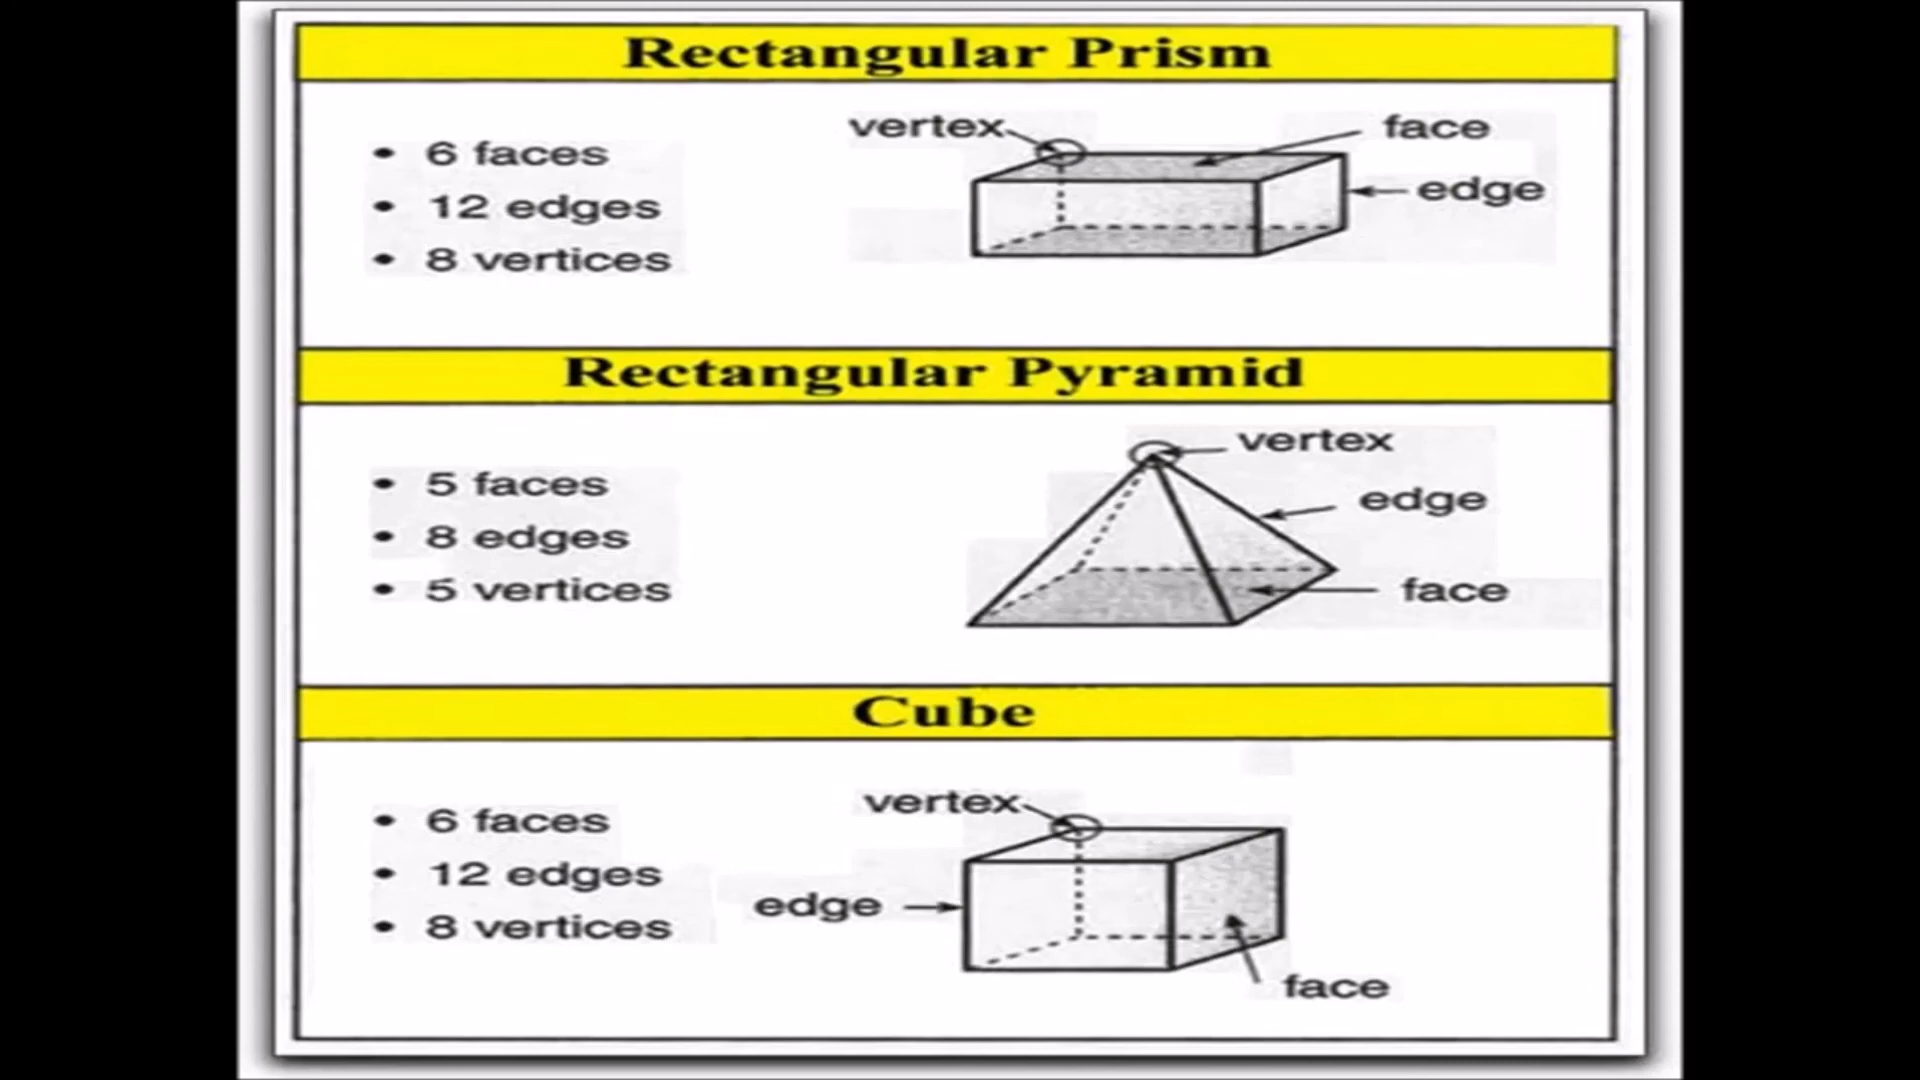 Rectangular Prism
• 6 faces
• 12 edges
• 8 vertices
vertex
face
edge
Rectangular Pyramid
• 5 faces
• 8 edges
• 5 vertices
vertex
edge
face
Cube
• 6 faces
• 12 edges
• 8 vertices
vertex
edge
face